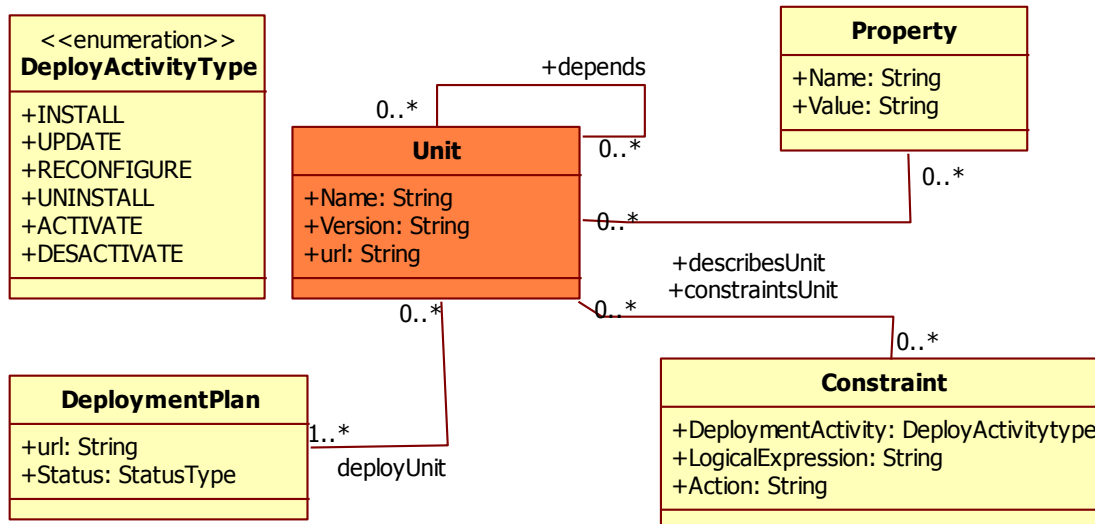 <<enumeration>>
DeployActivityType
+INSTALL
+UPDATE
+RECONFIGURE
+UNINSTALL
+ACTIVATE
+DESACTIVATE
+depends
0..*
0..*
Unit
+Name: String
+Version: String
+url: String
Property
+Name: String
+Value: String
0..*
0..*
+describesUnit
+constraintsUnit
0..*
0..*
0..*
DeploymentPlan
+url: String
+Status: StatusType
1..*
deployUnit
Constraint
+DeploymentActivity: DeployActivitytype
+LogicalExpression: String
+Action: String